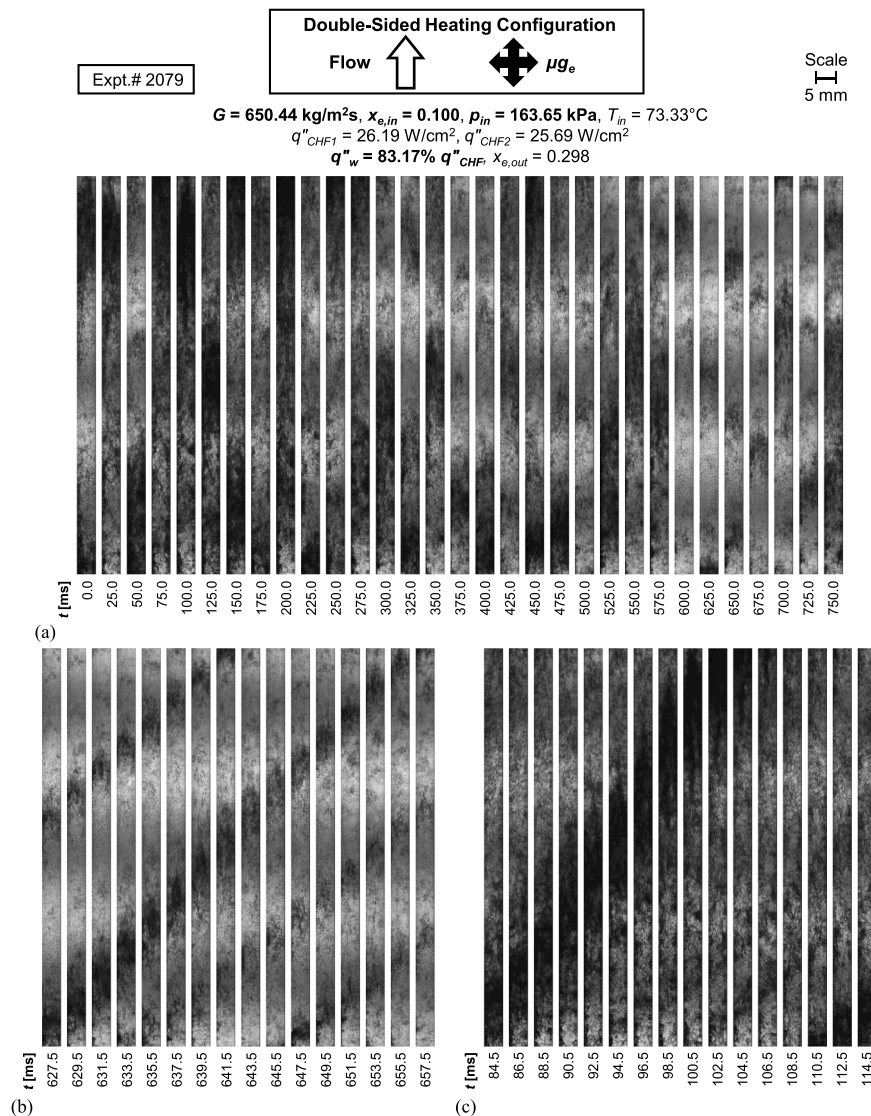 Double-Sided Heating Configuration
Flow μgₑ
Expt.# 2079
Scale
5 mm
G = 650.44 kg/m²s, xₑ,ᵢₙ = 0.100, pᵢₙ = 163.65 kPa, Tᵢₙ = 73.33°C
q"CHF1 = 26.19 W/cm², q"CHF2 = 25.69 W/cm²
q"w = 83.17% q"CHF, xe,out = 0.298
t [ms] 0.0 25.0 50.0 75.0 100.0 125.0 150.0 175.0 200.0 225.0 250.0 275.0 300.0 325.0 350.0 375.0 400.0 425.0 450.0 475.0 500.0 525.0 550.0 575.0 600.0 625.0 650.0 675.0 700.0 725.0 750.0
(a)
t [ms] 627.5 629.5 631.5 633.5 635.5 637.5 639.5 641.5 643.5 645.5 647.5 649.5 651.5 653.5 655.5 657.5
(b)
t [ms] 84.5 86.5 88.5 90.5 92.5 94.5 96.5 98.5 100.5 102.5 104.5 106.5 108.5 110.5 112.5 114.5
(c)